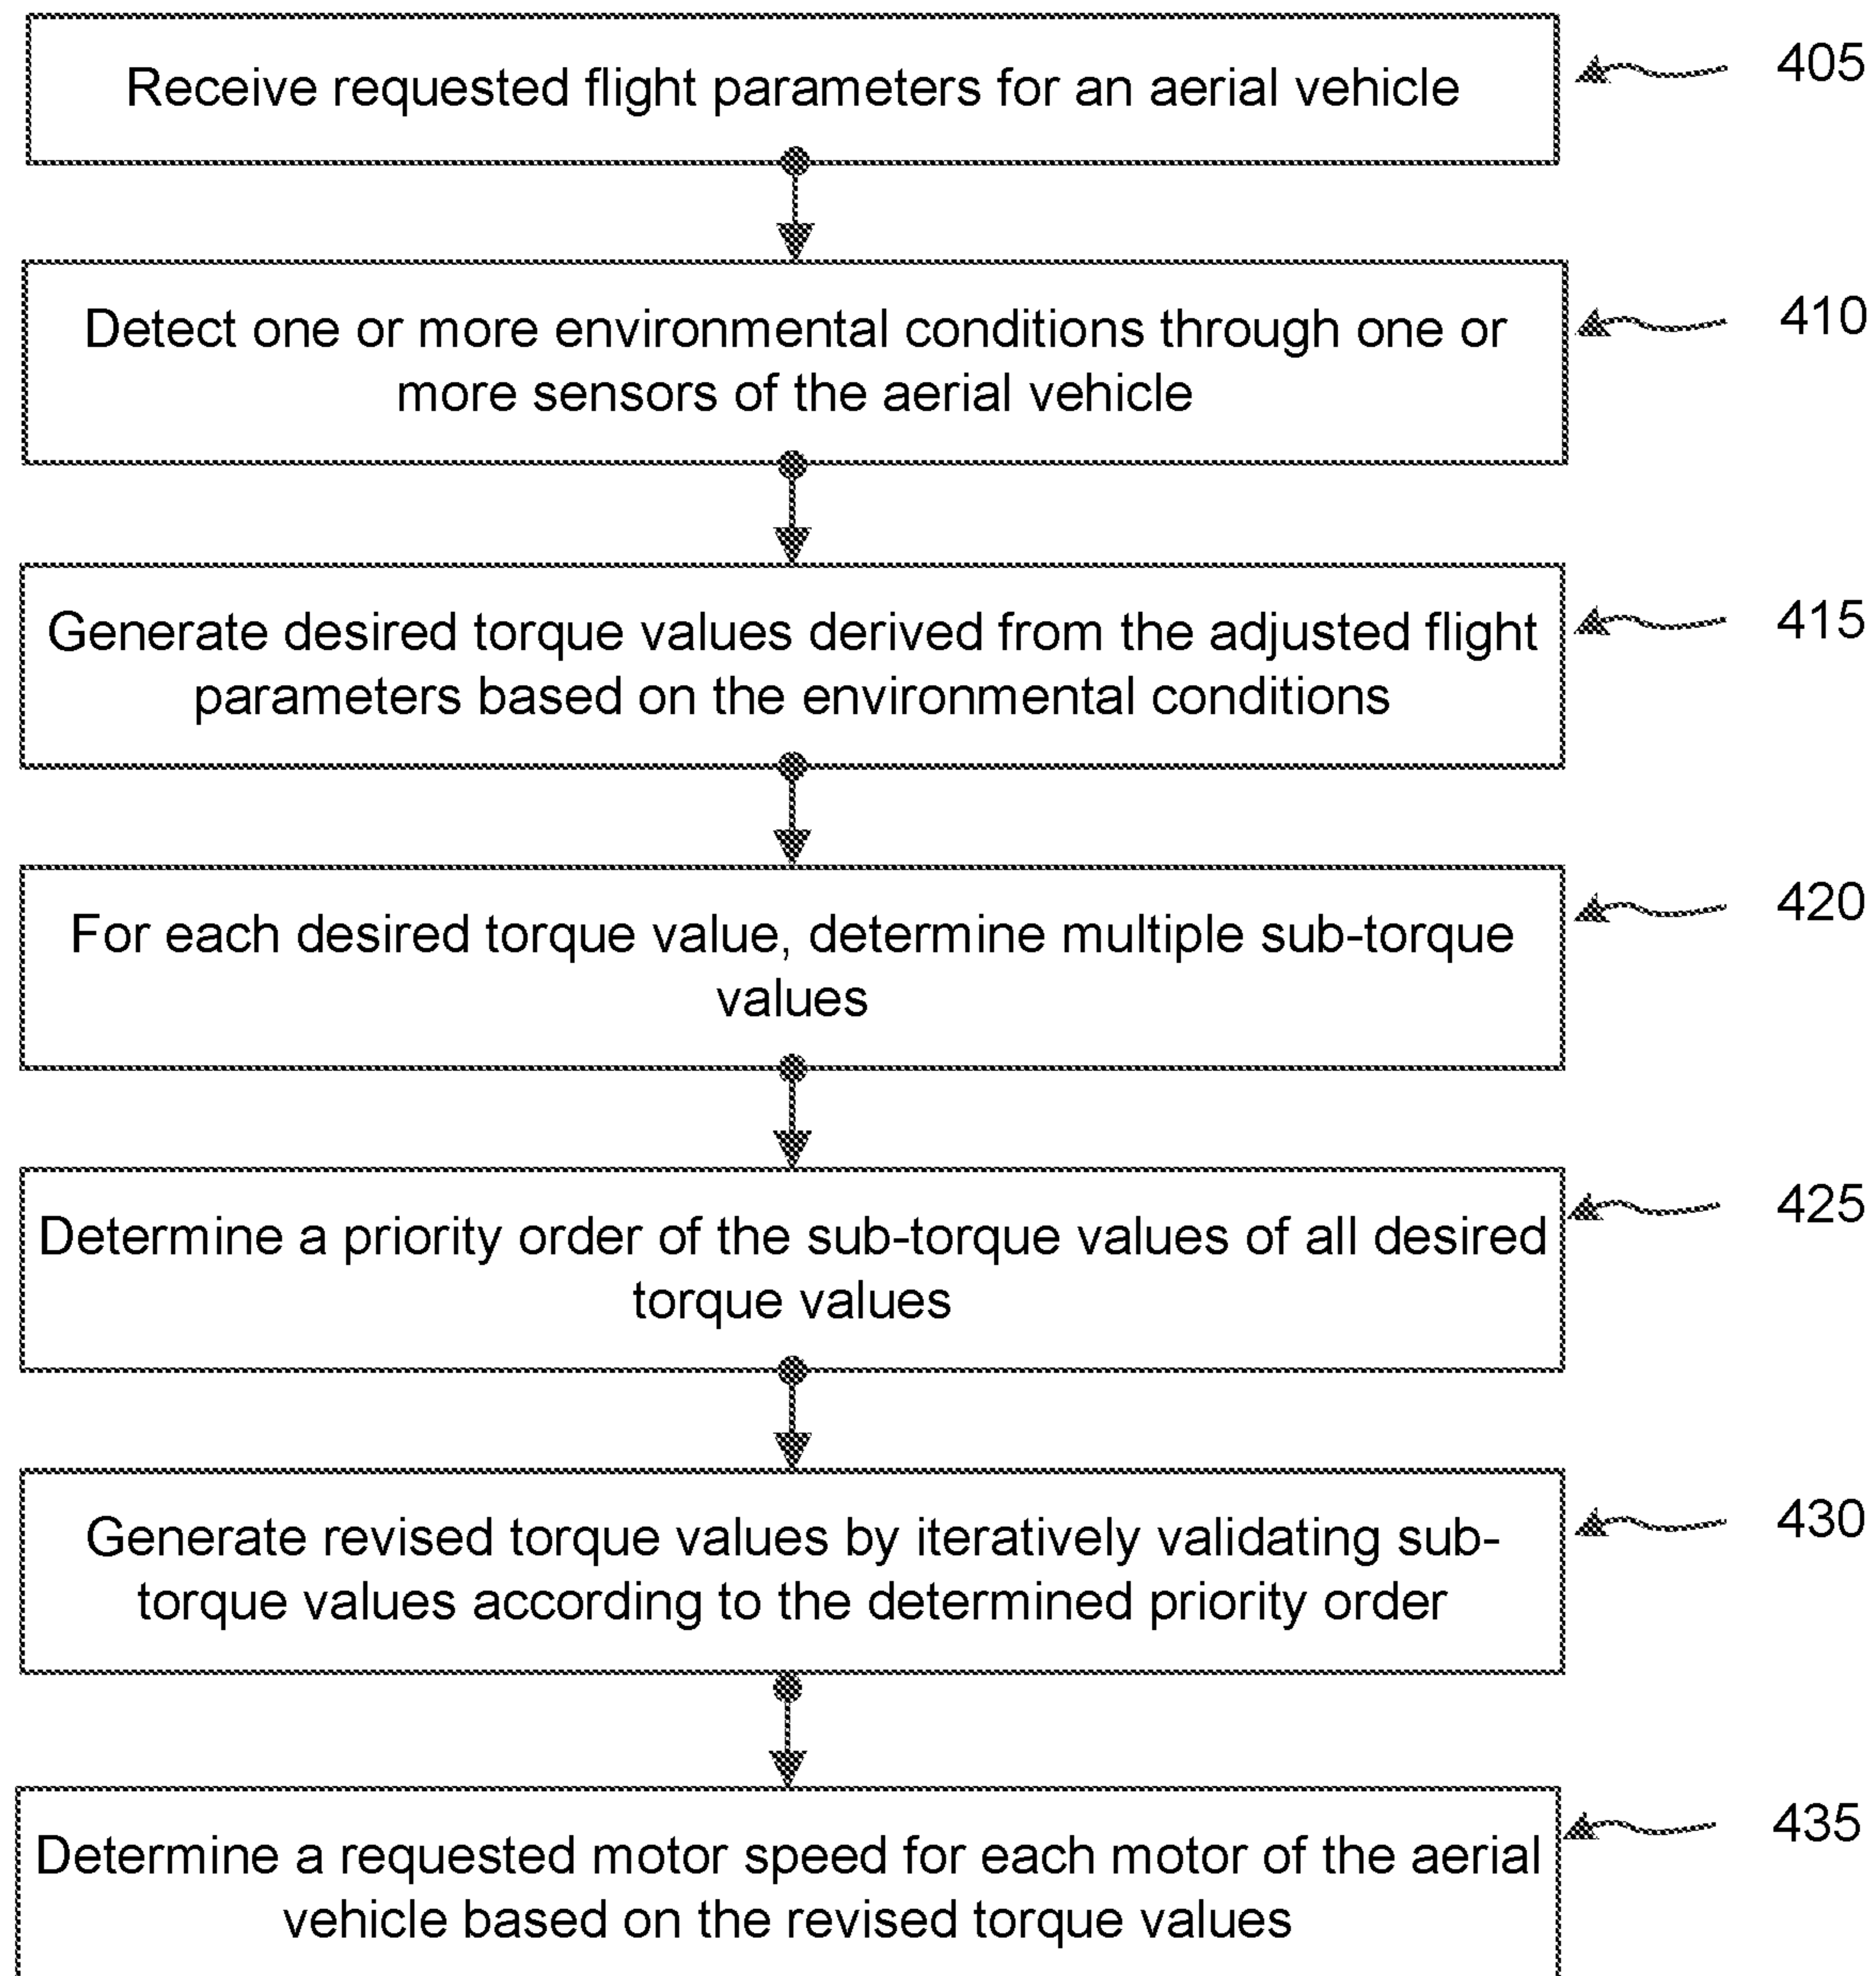 Receive requested flight parameters for an aerial vehicle
405
Detect one or more environmental conditions through one or
more sensors of the aerial vehicle
410
Generate desired torque values derived from the adjusted flight
parameters based on the environmental conditions
415
For each desired torque value, determine multiple sub-torque
values
420
Determine a priority order of the sub-torque values of all desired
torque values
425
Generate revised torque values by iteratively validating sub-
torque values according to the determined priority order
430
Determine a requested motor speed for each motor of the aerial
vehicle based on the revised torque values
435